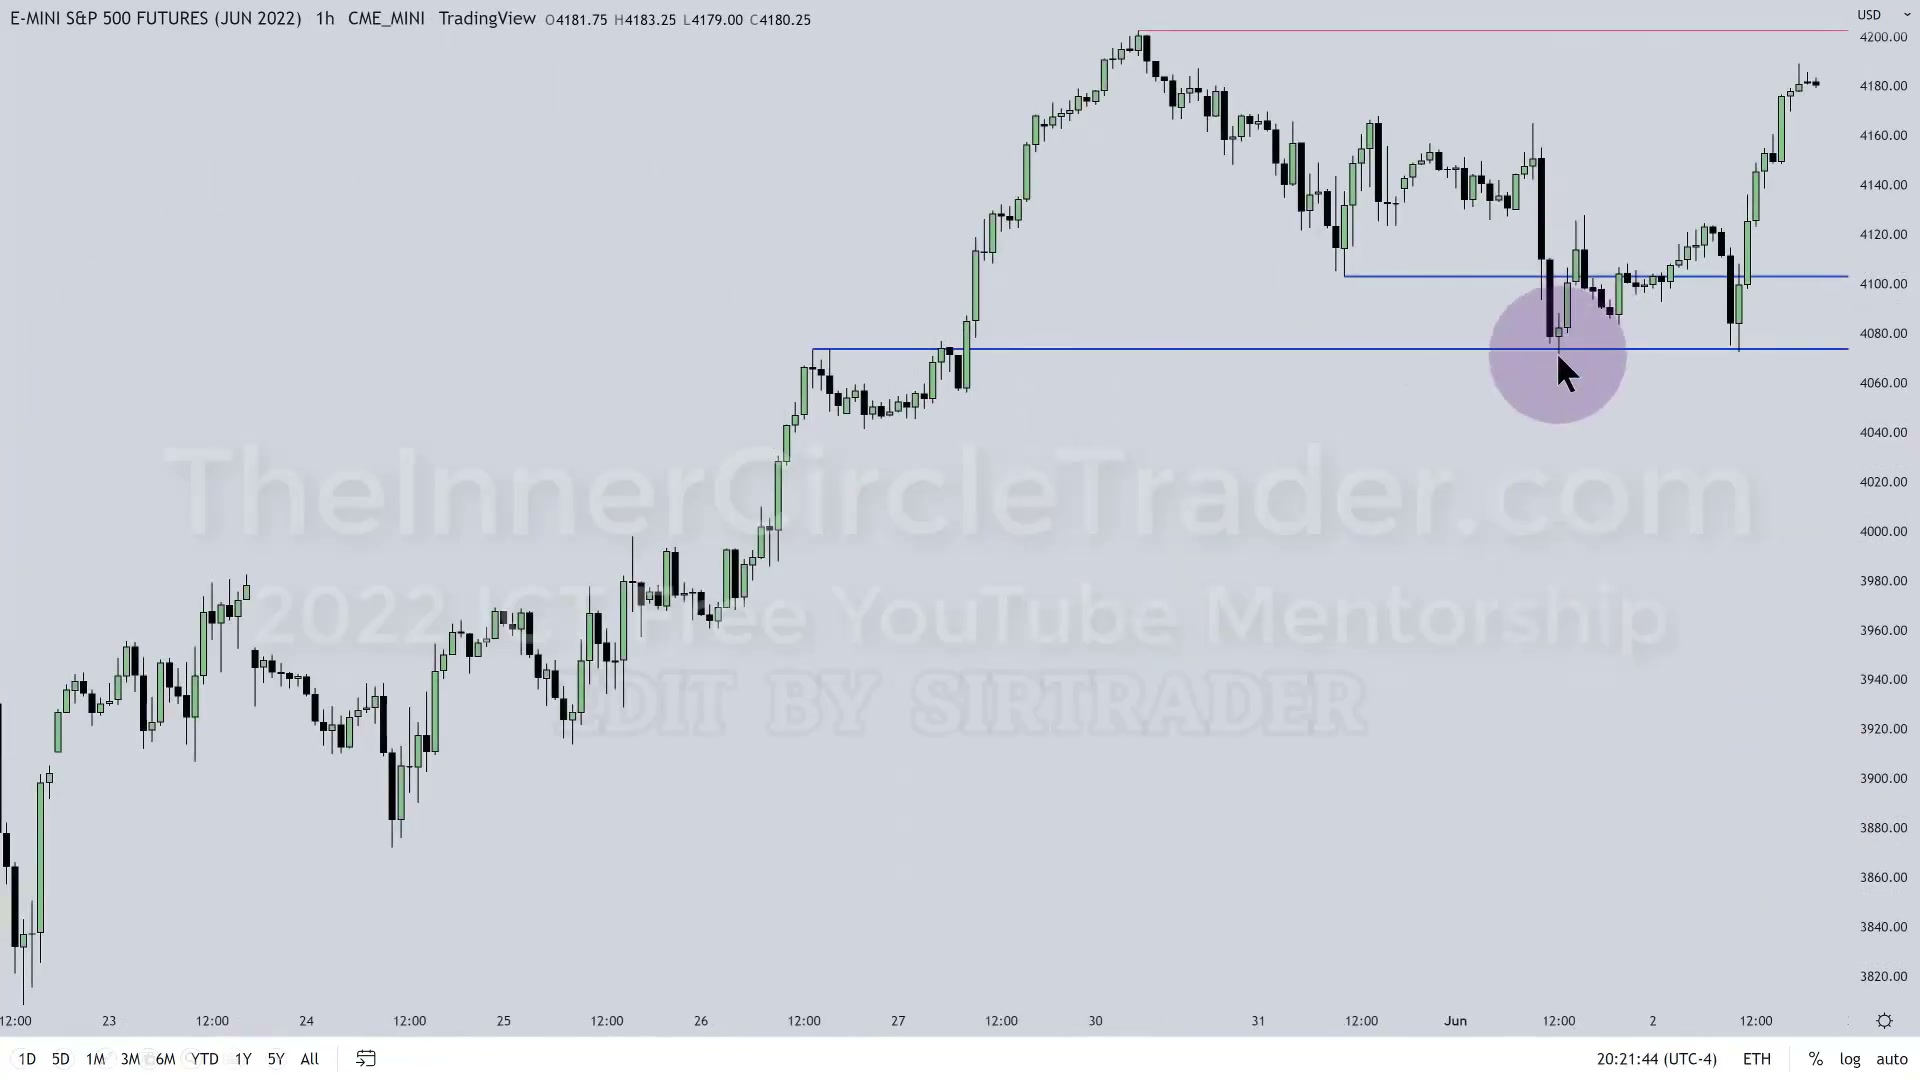 E-MINI S&P 500 FUTURES (JUN 2022) 1h CME_MINI TradingView O4181.75 H4183.25 L4179.00 C4180.25
USD
4200.00
4180.00
4160.00
4140.00
4120.00
4100.00
4080.00
4060.00
4040.00
4020.00
4000.00
3980.00
3960.00
3940.00
3920.00
3900.00
3880.00
3860.00
3840.00
3820.00
TheInnerCircleTrader.com
2022 ICT Free YouTube Mentorship
EDIT BY SIRTRADER
12:00 23 12:00 24 12:00 25 12:00 26 12:00 27 12:00 30 31 12:00 Jun 12:00 2 12:00
1D 5D 1M 3M 6M YTD 1Y 5Y All 20:21:44 (UTC-4) ETH % log auto